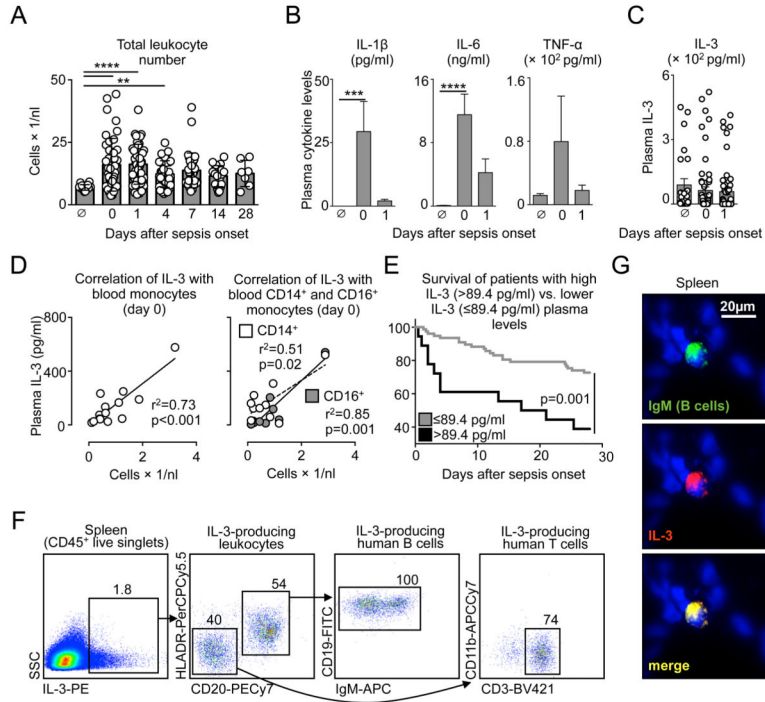 A
Total leukocyte
number
****
**
Cells × 1/nl
50
25
0
∅ 0 1 4 7 14 28
Days after sepsis onset
B
Plasma cytokine levels
IL-1β
(pg/ml)
***
50
25
0
∅ 0 1
IL-6
(ng/ml)
****
16
8
0
∅ 0 1
TNF-α
(× 10² pg/ml)
1.6
0.8
0
∅ 0 1
Days after sepsis onset
C
IL-3
(× 10² pg/ml)
Plasma IL-3
6
3
0
∅ 0 1
Days after sepsis onset
D
Correlation of IL-3 with
blood monocytes
(day 0)
Plasma IL-3 (pg/ml)
800
400
0
r²=0.73
p<0.001
0 2 4
Cells × 1/nl
Correlation of IL-3 with
blood CD14⁺ and CD16⁺
monocytes (day 0)
CD14⁺
r²=0.51
p=0.02
CD16⁺
r²=0.85
p=0.001
0 2 4
Cells × 1/nl
E
Survival of patients with high
IL-3 (>89.4 pg/ml) vs. lower
IL-3 (≤89.4 pg/ml) plasma
levels
100
80
60
40
p=0.001
≤89.4 pg/ml
>89.4 pg/ml
0 10 20 30
Days after sepsis onset
F
Spleen
(CD45⁺ live singlets)
1.8
SSC
IL-3-PE
IL-3-producing
leukocytes
54
40
HLADR-PerCPCy5.5
CD20-PECy7
IL-3-producing
human B cells
100
CD19-FITC
IgM-APC
IL-3-producing
human T cells
74
CD11b-APCCy7
CD3-BV421
G
Spleen
20µm
IgM (B cells)
IL-3
merge